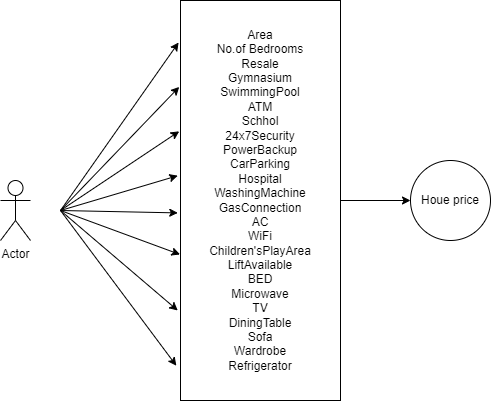 Area
No.of Bedrooms
Resale
Gymnasium
SwimmingPool
ATM
Schhol
24x7Security
PowerBackup
CarParking
Hospital
WashingMachine
GasConnection
AC
WiFi
Children'sPlayArea
LiftAvailable
BED
Microwave
TV
DiningTable
Sofa
Wardrobe
Refrigerator
Actor
Houe price